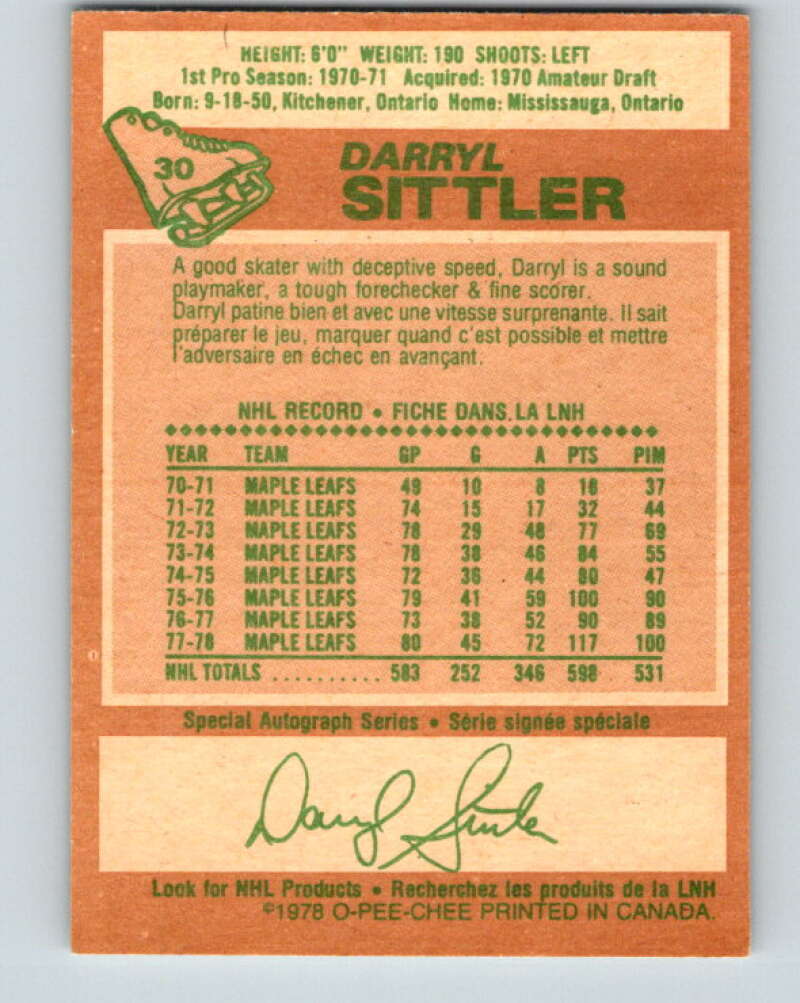 HEIGHT: 6'0" WEIGHT: 190 SHOOTS: LEFT
1st Pro Season: 1970-71 Acquired: 1970 Amateur Draft
Born: 9-18-50, Kitchener, Ontario Home: Mississauga, Ontario
30
DARRYL
SITTLER
A good skater with deceptive speed, Darryl is a sound
playmaker, a tough forechecker & fine scorer.
Darryl patine bien et avec une vitesse surprenante. Il sait
préparer le jeu, marquer quand c'est possible et mettre
l'adversaire en échec en avançant.
NHL RECORD • FICHE DANS LA LNH
YEAR TEAM GP G A PTS PIM
70-71 MAPLE LEAFS 49 10 8 18 37
71-72 MAPLE LEAFS 74 15 17 32 44
72-73 MAPLE LEAFS 78 29 48 77 69
73-74 MAPLE LEAFS 78 38 46 84 55
74-75 MAPLE LEAFS 72 36 44 80 47
75-76 MAPLE LEAFS 79 41 59 100 90
76-77 MAPLE LEAFS 73 38 52 90 89
77-78 MAPLE LEAFS 80 45 72 117 100
NHL TOTALS .......... 583 252 346 598 531
Special Autograph Series • Série signée spéciale
Darryl Sittler
Look for NHL Products • Recherchez les produits de la LNH
©1978 O-PEE-CHEE PRINTED IN CANADA.